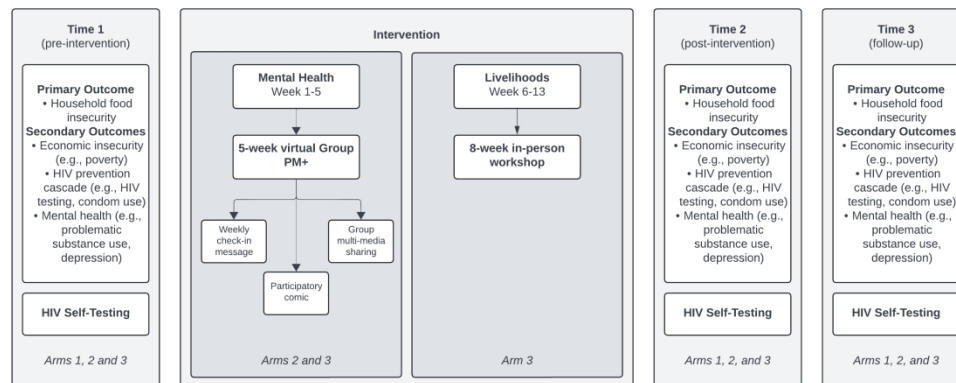 Time 1
(pre-intervention)
Primary Outcome
• Household food
insecurity
Secondary Outcomes
• Economic insecurity
(e.g., poverty)
• HIV prevention
cascade (e.g., HIV
testing, condom use)
• Mental health (e.g.,
problematic
substance use,
depression)
HIV Self-Testing
Arms 1, 2 and 3
Intervention
Mental Health
Week 1-5
5-week virtual Group
PM+
Weekly
check-in
message
Group
multi-media
sharing
Participatory
comic
Arms 2 and 3
Livelihoods
Week 6-13
8-week in-person
workshop
Arm 3
Time 2
(post-intervention)
Primary Outcome
• Household food
insecurity
Secondary Outcomes
• Economic insecurity
(e.g., poverty)
• HIV prevention
cascade (e.g., HIV
testing, condom use)
• Mental health (e.g.,
problematic
substance use,
depression)
HIV Self-Testing
Arms 1, 2, and 3
Time 3
(follow-up)
Primary Outcome
• Household food
insecurity
Secondary Outcomes
• Economic insecurity
(e.g., poverty)
• HIV prevention
cascade (e.g., HIV
testing, condom use)
• Mental health (e.g.,
problematic
substance use,
depression)
HIV Self-Testing
Arms 1, 2, and 3